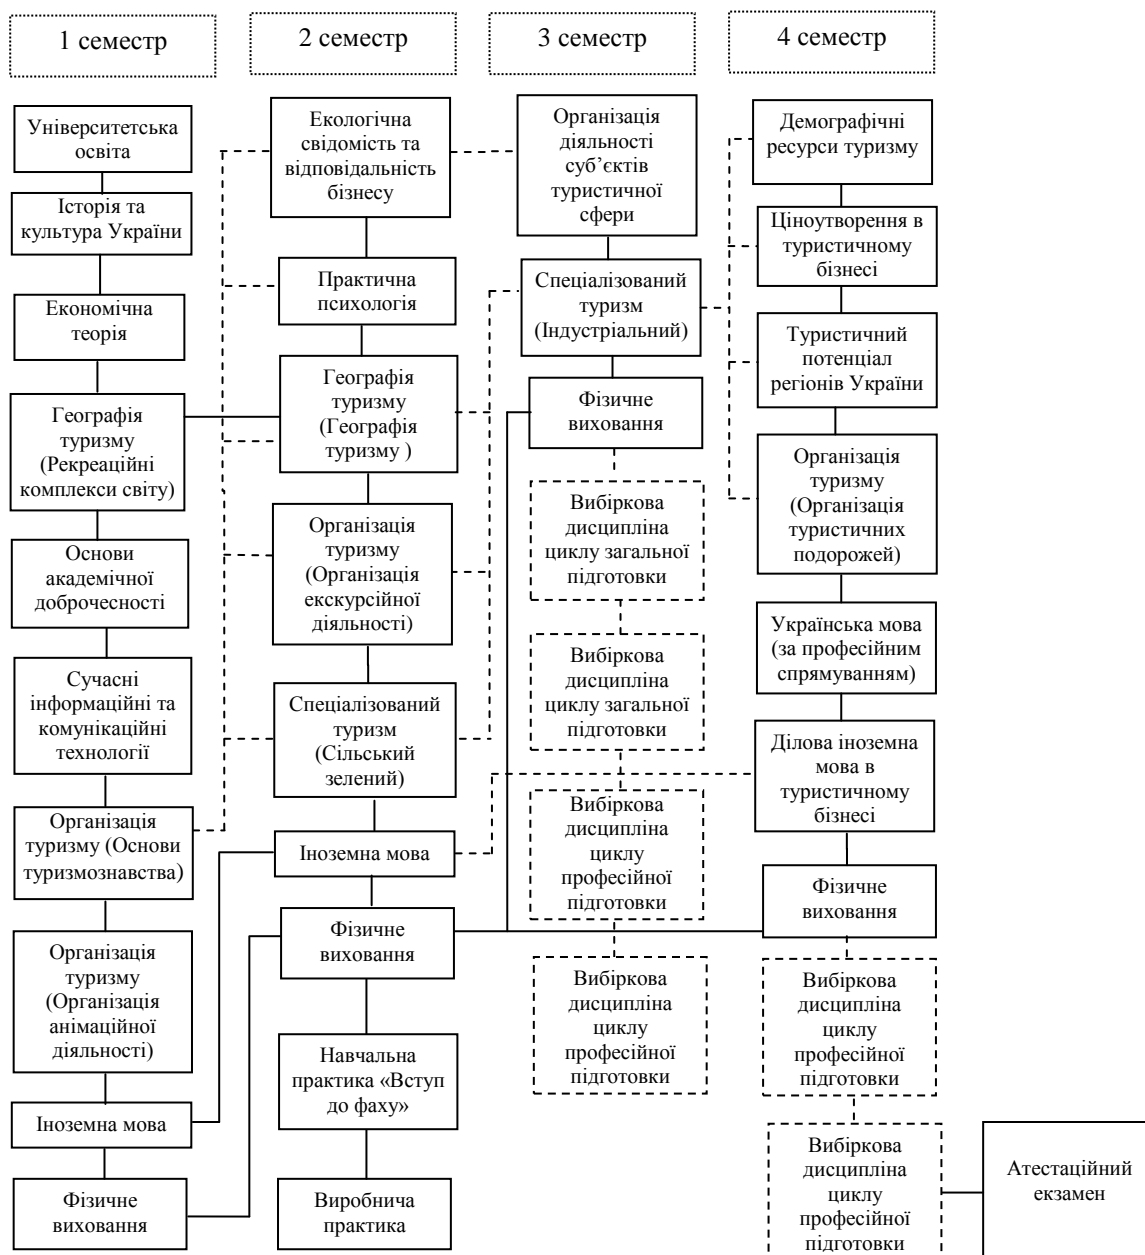 1 семестр
2 семестр
3 семестр
4 семестр
Університетська
освіта
Історія та
культура України
Економічна
теорія
Географія
туризму
(Рекреаційні
комплекси світу)
Основи
академічної
доброчесності
Сучасні
інформаційні та
комунікаційні
технології
Організація
туризму (Основи
туризмознавства)
Організація
туризму
(Організація
анімаційної
діяльності)
Іноземна мова
Фізичне
виховання
Екологічна
свідомість та
відповідальність
бізнесу
Практична
психологія
Географія
туризму
(Географія
туризму )
Організація
туризму
(Організація
екскурсійної
діяльності)
Спеціалізований
туризм
(Сільський
зелений)
Іноземна мова
Фізичне
виховання
Навчальна
практика «Вступ
до фаху»
Виробнича
практика
Організація
діяльності
суб’єктів
туристичної
сфери
Спеціалізований
туризм
(Індустріальний)
Фізичне
виховання
Вибіркова
дисципліна
циклу загальної
підготовки
Вибіркова
дисципліна
циклу загальної
підготовки
Вибіркова
дисципліна
циклу
професійної
підготовки
Вибіркова
дисципліна
циклу
професійної
підготовки
Демографічні
ресурси туризму
Ціноутворення в
туристичному
бізнесі
Туристичний
потенціал
регіонів України
Організація
туризму
(Організація
туристичних
подорожей)
Українська мова
(за професійним
спрямуванням)
Ділова іноземна
мова в
туристичному
бізнесі
Фізичне
виховання
Вибіркова
дисципліна
циклу
професійної
підготовки
Вибіркова
дисципліна
циклу
професійної
підготовки
Атестаційний
екзамен